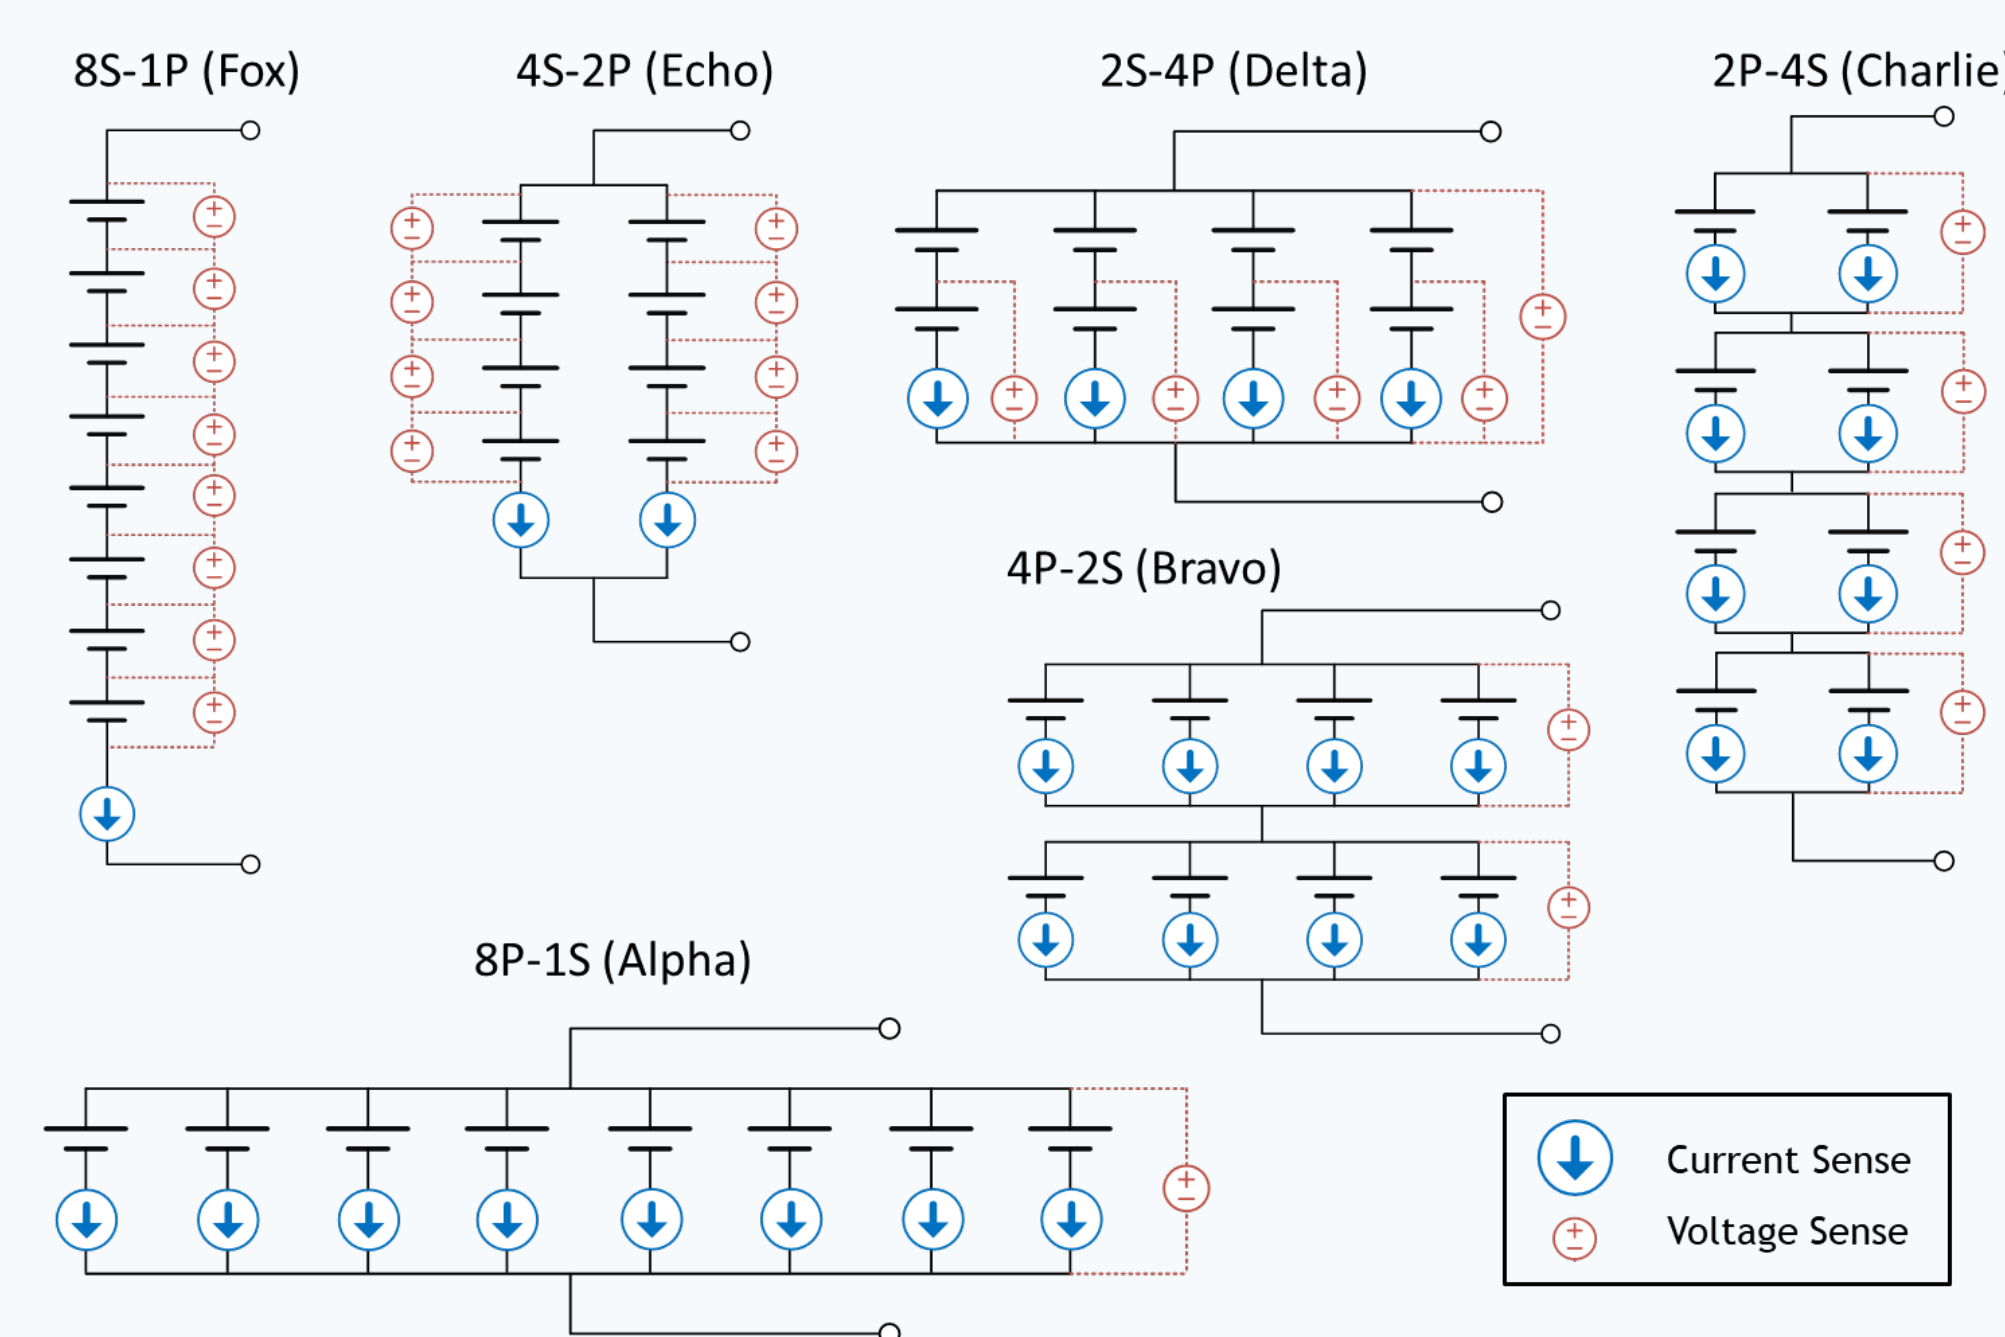 8S-1P (Fox)
4S-2P (Echo)
2S-4P (Delta)
2P-4S (Charlie)
4P-2S (Bravo)
8P-1S (Alpha)
Current Sense
Voltage Sense